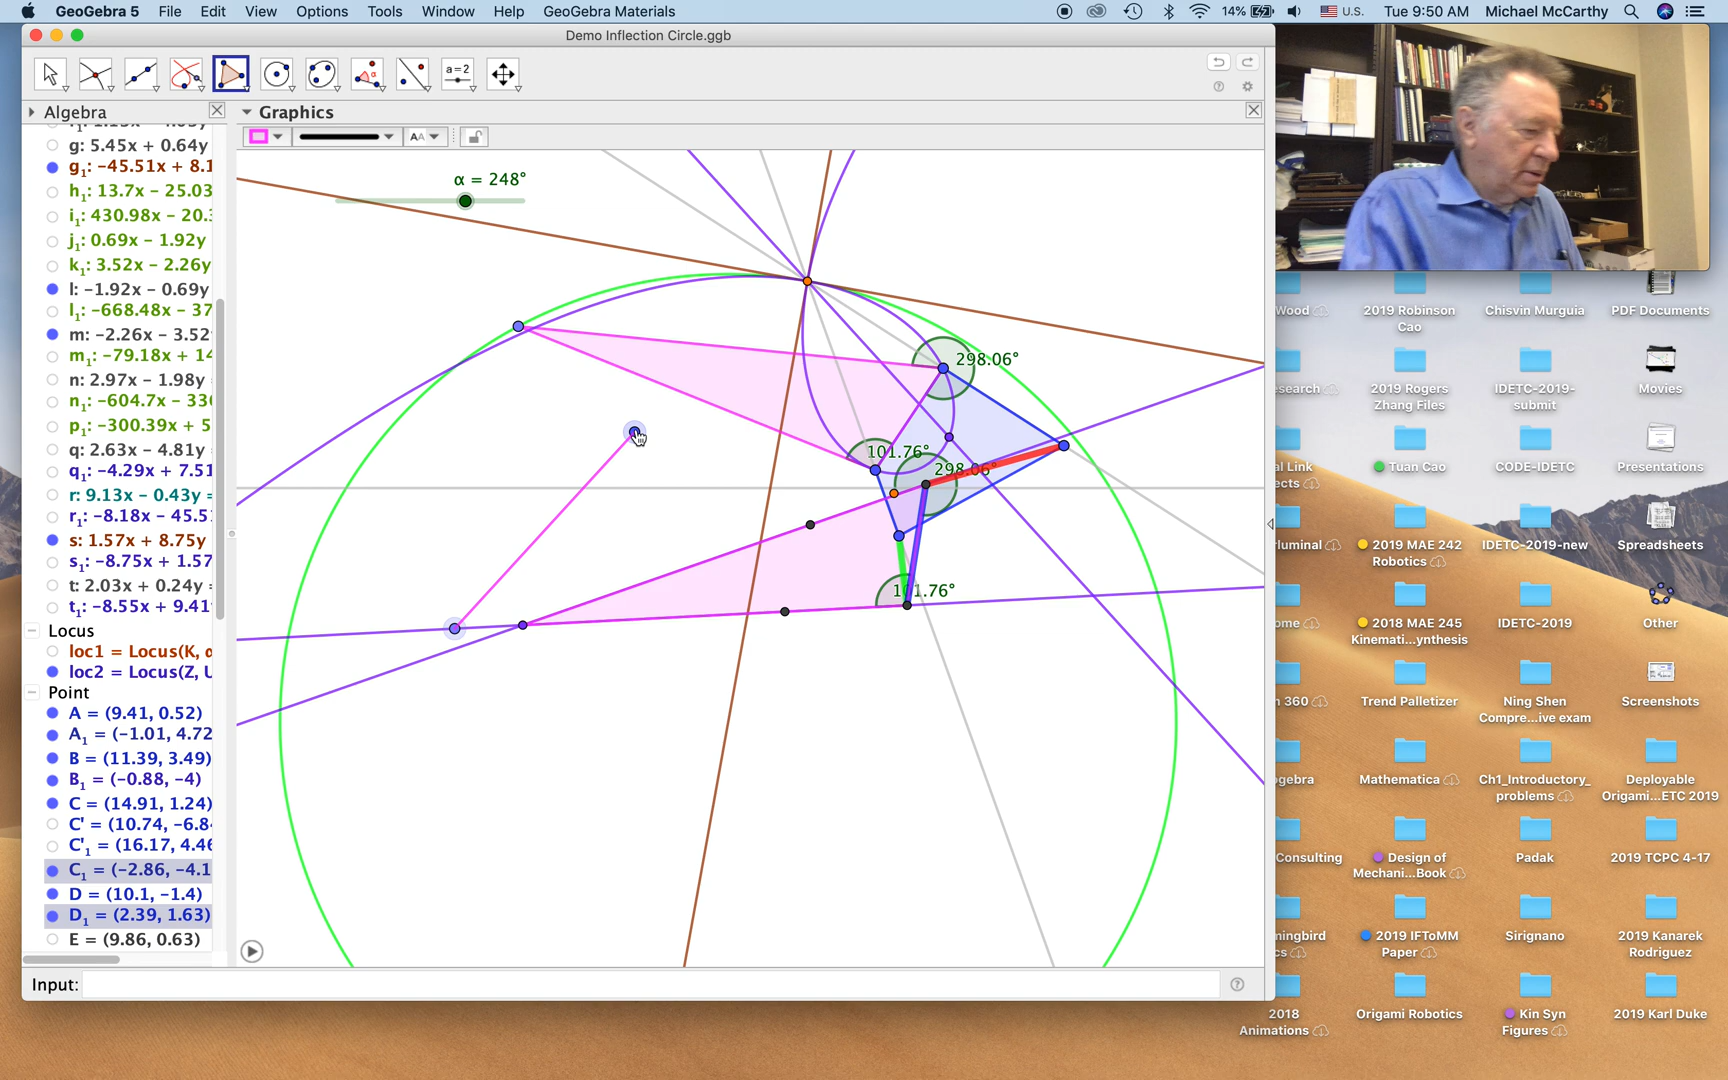 GeoGebra 5 File Edit View Options Tools Window Help GeoGebra Materials 14% U.S. Tue 9:50 AM Michael McCarthy
Demo Inflection Circle.ggb
a=2
Algebra
Graphics
AA
g: 5.45x + 0.64y
g₁: −45.51x + 8.1
h₁: 13.7x − 25.03
i₁: 430.98x − 20.
j₁: 0.69x − 1.92y
k₁: 3.52x − 2.26y
l: −1.92x − 0.69y
l₁: −668.48x − 37
m: −2.26x − 3.52
m₁: −79.18x + 14
n: 2.97x − 1.98y
n₁: −604.7x − 33
p₁: −300.39x + 5
q: 2.63x − 4.81y
q₁: −4.29x + 7.51
r: 9.13x − 0.43y =
r₁: −8.18x − 45.5
s: 1.57x + 8.75y
s₁: −8.75x + 1.57
t: 2.03x + 0.24y =
t₁: −8.55x + 9.41
Locus
loc1 = Locus(K, α
loc2 = Locus(Z, U
Point
A = (9.41, 0.52)
A₁ = (−1.01, 4.72
B = (11.39, 3.49)
B₁ = (−0.88, −4)
C = (14.91, 1.24)
C' = (10.74, −6.8
C'₁ = (16.17, 4.46
C₁ = (−2.86, −4.1
D = (10.1, −1.4)
D₁ = (2.39, 1.63)
E = (9.86, 0.63)
α = 248°
298.06°
101.76°
298.06°
1 1.76°
Input:
Wood
2019 Robinson
Cao
Chisvin Murguia
PDF Documents
esearch
2019 Rogers
Zhang Files
IDETC-2019-
submit
Movies
al Link
ects
Tuan Cao
CODE-IDETC
Presentations
rluminal
2019 MAE 242
Robotics
IDETC-2019-new
Spreadsheets
ome
2018 MAE 245
Kinemati...ynthesis
IDETC-2019
Other
n 360
Trend Palletizer
Ning Shen
Compre...ive exam
Screenshots
ogebra
Mathematica
Ch1_Introductory_
problems
Deployable
Origami...ETC 2019
Consulting
Design of
Mechani...Book
Padak
2019 TCPC 4-17
mingbird
cs
2019 IFToMM
Paper
Sirignano
2019 Kanarek
Rodriguez
2018
Animations
Origami Robotics
Kin Syn
Figures
2019 Karl Duke